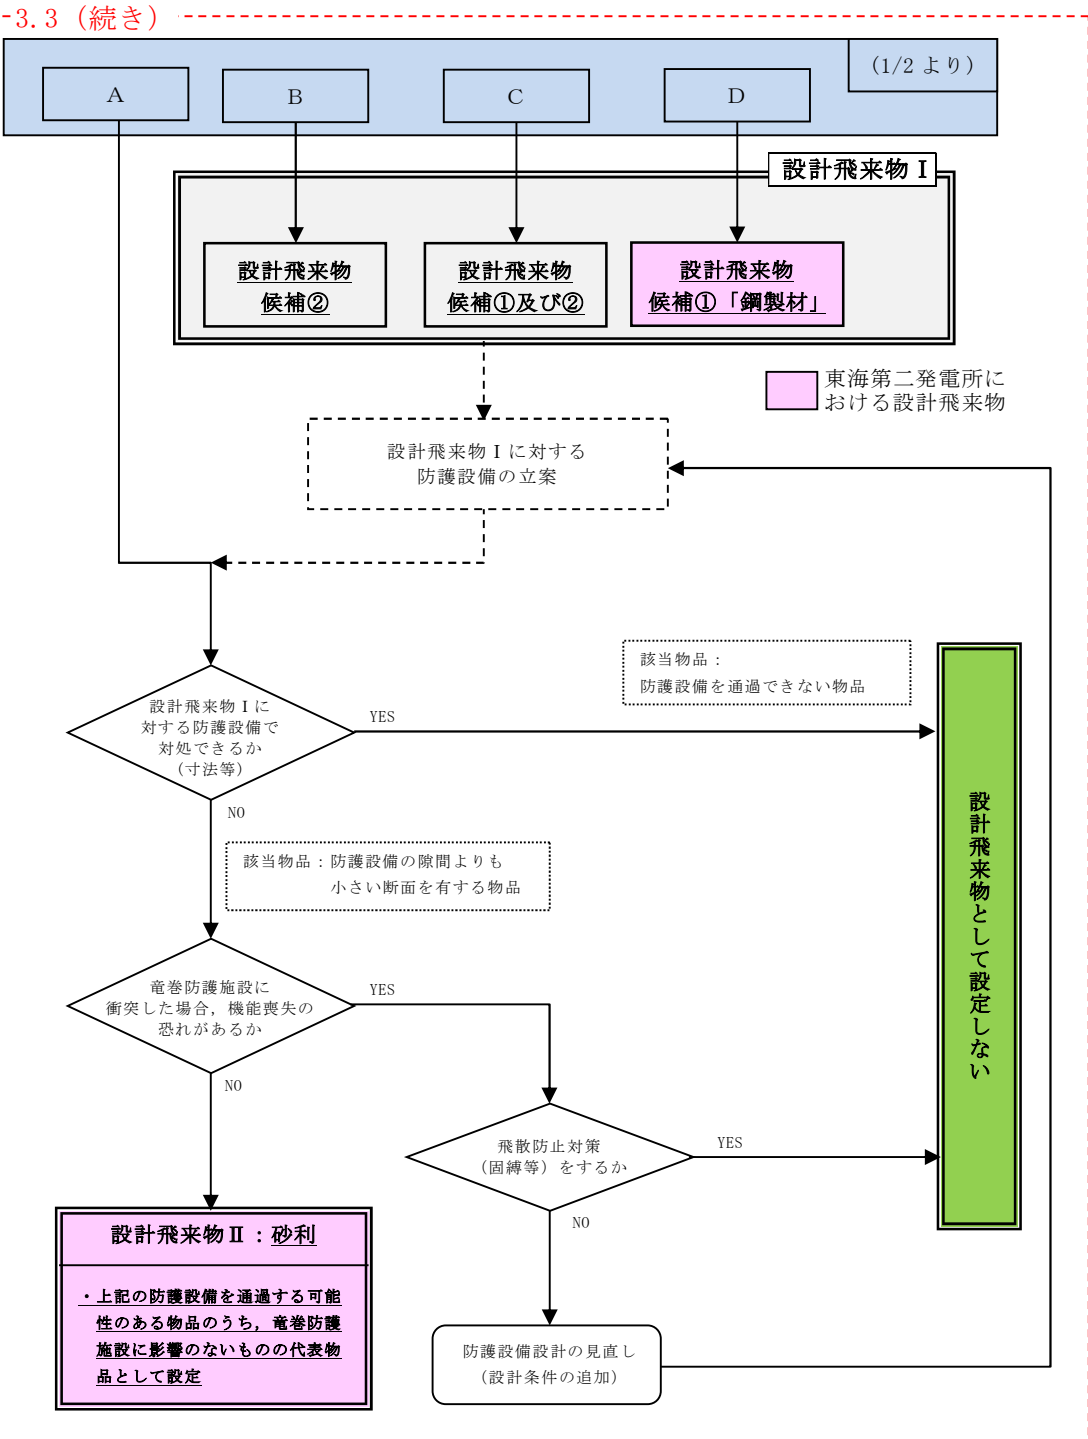 3.3（続き）
（1/2 より）
A
B
C
D
設計飛来物Ⅰ
設計飛来物
候補②
設計飛来物
候補①及び②
設計飛来物
候補①「鋼製材」
東海第二発電所に
おける設計飛来物
設計飛来物Ⅰに対する
防護設備の立案
該当物品：
防護設備を通過できない物品
設計飛来物Ⅰに
対する防護設備で
対処できるか
（寸法等）
YES
NO
該当物品：防護設備の隙間よりも
小さい断面を有する物品
設計飛来物として設定しない
竜巻防護施設に
衝突した場合，機能喪失の
恐れがあるか
YES
NO
飛散防止対策
（固縛等）をするか
YES
NO
設計飛来物Ⅱ：砂利
・上記の防護設備を通過する可能
性のある物品のうち，竜巻防護
施設に影響のないものの代表物
品として設定
防護設備設計の見直し
（設計条件の追加）